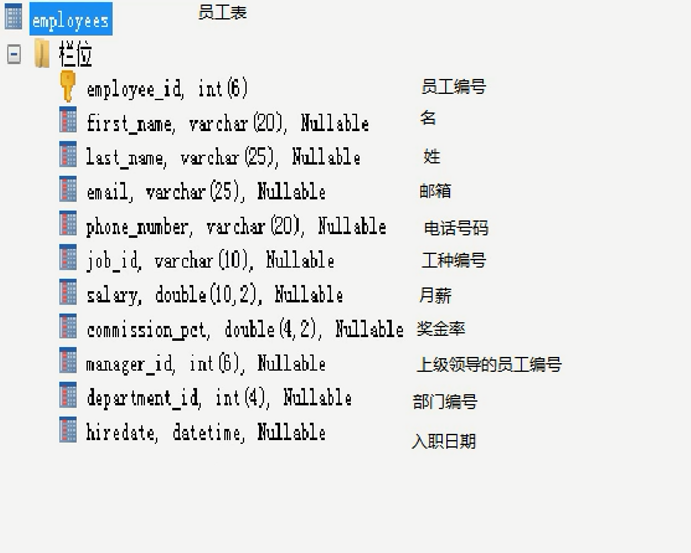 employees 员工表
栏位
employee_id, int(6) 员工编号
first_name, varchar(20), Nullable 名
last_name, varchar(25), Nullable 姓
email, varchar(25), Nullable 邮箱
phone_number, varchar(20), Nullable 电话号码
job_id, varchar(10), Nullable 工种编号
salary, double(10,2), Nullable 月薪
commission_pct, double(4,2), Nullable 奖金率
manager_id, int(6), Nullable 上级领导的员工编号
department_id, int(4), Nullable 部门编号
hiredate, datetime, Nullable 入职日期